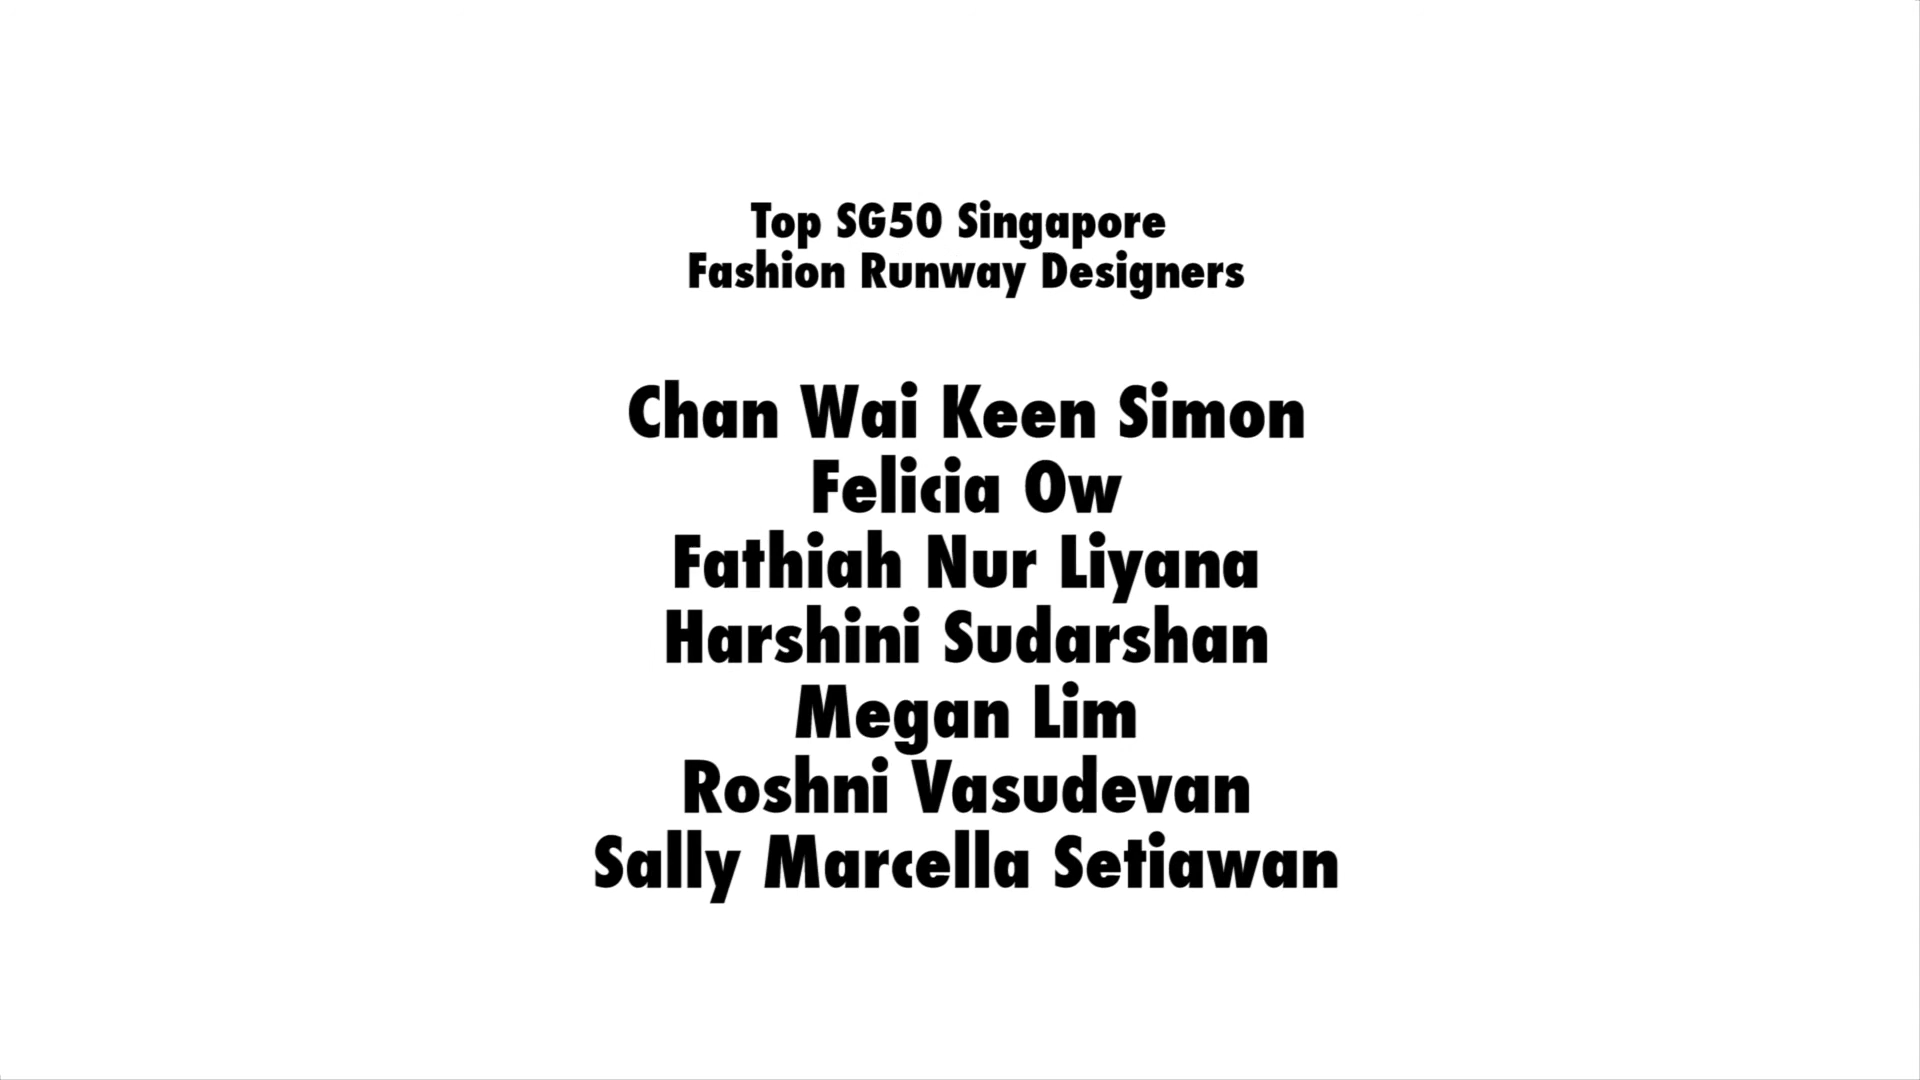 Top SG50 Singapore
Fashion Runway Designers
Chan Wai Keen Simon
Felicia Ow
Fathiah Nur Liyana
Harshini Sudarshan
Megan Lim
Roshni Vasudevan
Sally Marcella Setiawan